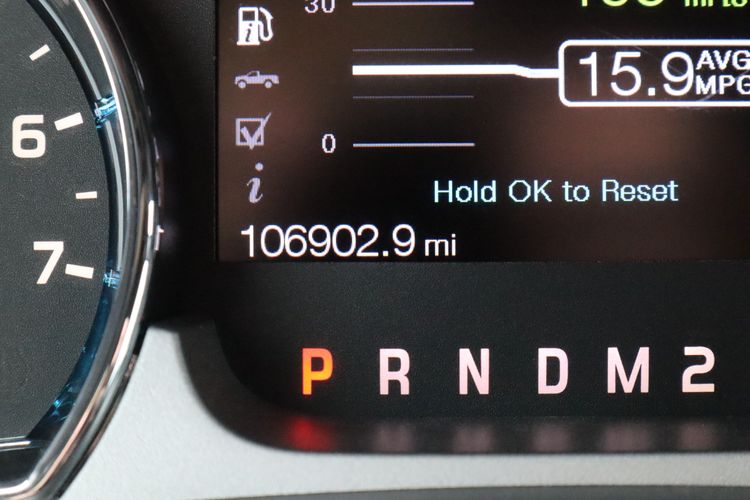 30
15.9 AVG MPG
6
0
Hold OK to Reset
106902.9 mi
7
P R N D M 2